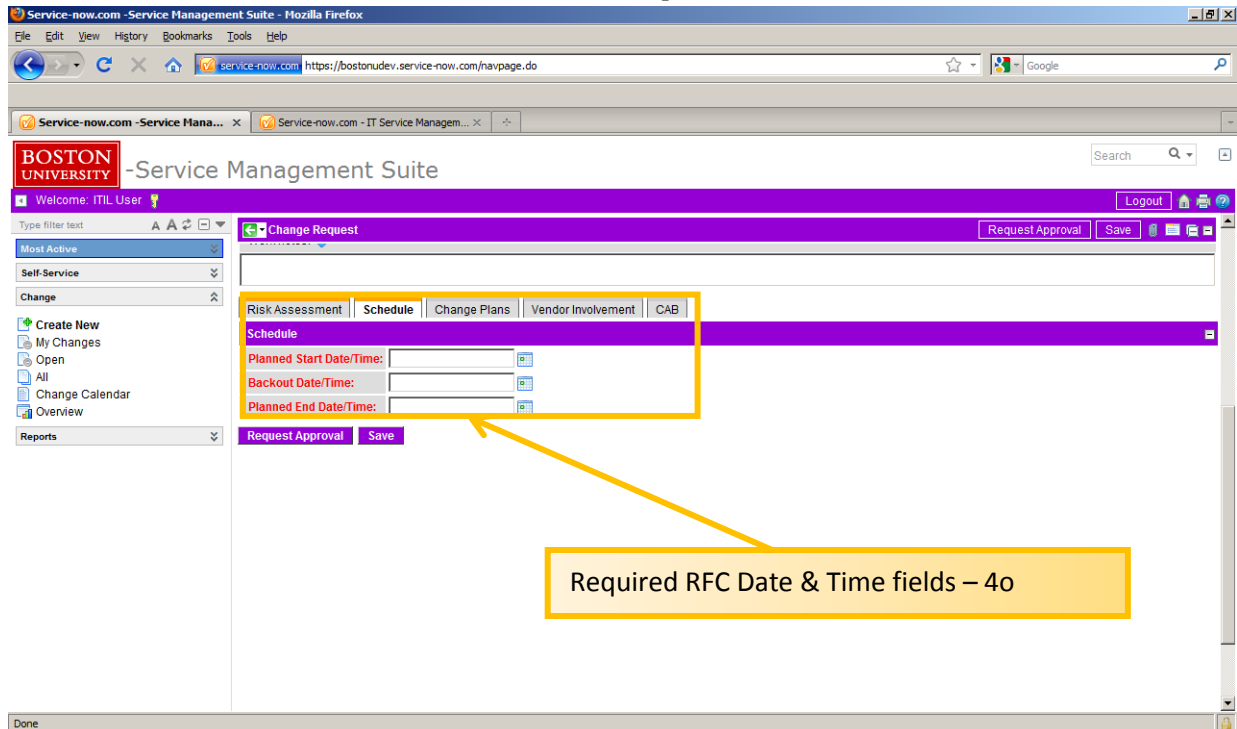 Service-now.com -Service Management Suite - Mozilla Firefox
File Edit View History Bookmarks Tools Help
service-now.com https://bostonudev.service-now.com/navpage.do Google
Service-now.com -Service Mana... Service-now.com - IT Service Managem...
BOSTON
UNIVERSITY
-Service Management Suite
Search
Welcome: ITIL User Logout
Type filter text A A
Change Request Request Approval Save
Most Active
Self-Service
Change
Create New
My Changes
Open
All
Change Calendar
Overview
Reports
Risk Assessment Schedule Change Plans Vendor Involvement CAB
Schedule
Planned Start Date/Time:
Backout Date/Time:
Planned End Date/Time:
Request Approval Save
Required RFC Date & Time fields – 4o
Done